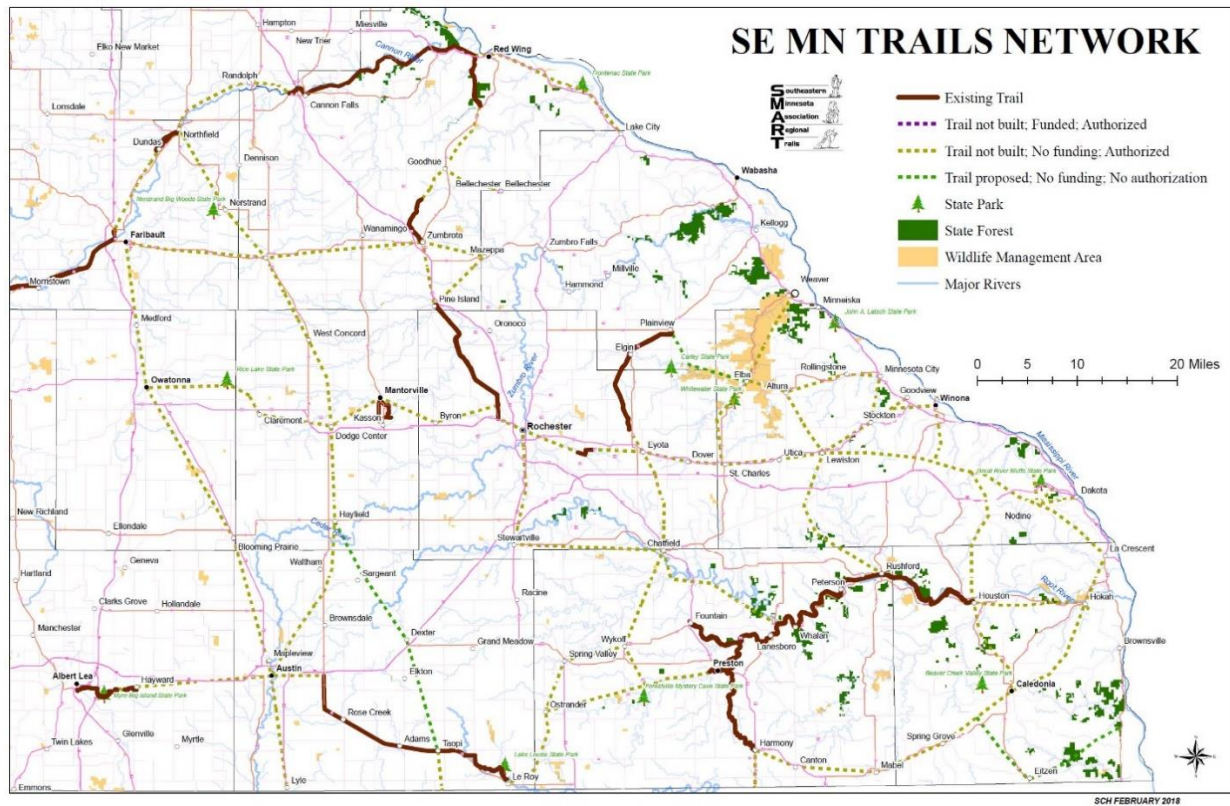 SE MN TRAILS NETWORK
Southeastern
Minnesota
Association
Regional
Trails
Existing Trail
Trail not built; Funded; Authorized
Trail not built; No funding; Authorized
Trail proposed; No funding; No authorization
State Park
State Forest
Wildlife Management Area
Major Rivers
0 5 10 20 Miles
Hampton
Miesville
New Trier
Elko New Market
Cannon River
Red Wing
Frontenac State Park
Randolph
Cannon Falls
Lonsdale
Northfield
Dundas
Lake City
Dennison
Goodhue
Bellechester
Bellechester
Wabasha
Nerstrand Big Woods State Park
Nerstrand
Kellogg
Faribault
Wanamingo
Zumbrota
Mazeppa
Zumbro Falls
Millville
Hammond
Weaver
Morristown
Pine Island
Minneiska
John A. Latsch State Park
Medford
West Concord
Oronoco
Plainview
Elgin
Carley State Park
Rollingstone
Minnesota City
Rice Lake State Park
Owatonna
Zumbro River
Whitewater State Park
Elba
Altura
Goodview
Winona
Mantorville
Kasson
Byron
Stockton
Claremont
Dodge Center
Rochester
Eyota
Dover
Utica
Lewiston
St. Charles
Mississippi River
Great River Bluffs State Park
Dakota
New Richland
Hayfield
Nodine
Ellendale
Blooming Prairie
Stewartville
Chatfield
La Crescent
Geneva
Waltham
Sargeant
Hartland
Rushford
Peterson
Root River
Houston
Hokah
Clarks Grove
Hollandale
Racine
Fountain
Brownsdale
Whalan
Lanesboro
Manchester
Dexter
Grand Meadow
Wykoff
Brownsville
Mapleview
Spring Valley
Preston
Austin
Elkton
Beaver Creek Valley State Park
Albert Lea
Hayward
Myre Big Island State Park
Forestville Mystery Cave State Park
Caledonia
Rose Creek
Ostrander
Twin Lakes
Glenville
Myrtle
Adams
Taopi
Lake Louise State Park
Harmony
Spring Grove
Canton
Mabel
Eitzen
Emmons
Lyle
Le Roy
SCH FEBRUARY 2018